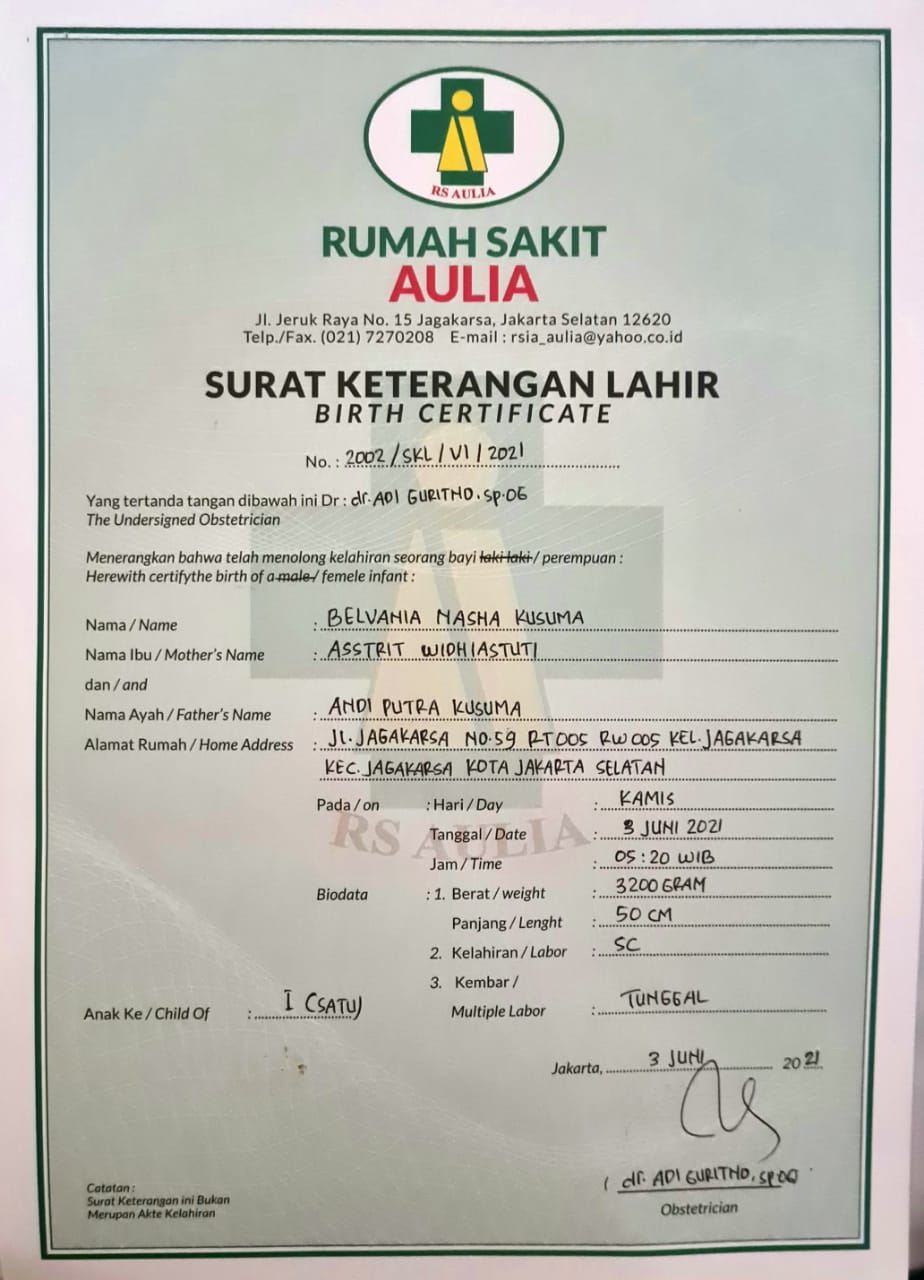 RS AULIA
RUMAH SAKIT
AULIA
Jl. Jeruk Raya No. 15 Jagakarsa, Jakarta Selatan 12620
Telp./Fax. (021) 7270208 E-mail : rsia_aulia@yahoo.co.id
SURAT KETERANGAN LAHIR
BIRTH CERTIFICATE
No. : 2002/SKL/VI/2021
Yang tertanda tangan dibawah ini Dr : dr. ADI GURITNO. Sp.OG
The Undersigned Obstetrician
Menerangkan bahwa telah menolong kelahiran seorang bayi laki-laki / perempuan :
Herewith certifythe birth of a male / femele infant :
Nama / Name : BELVANIA NASHA KUSUMA
Nama Ibu / Mother's Name : ASSTRIT WIDHIASTUTI
dan / and
Nama Ayah / Father's Name : ANDI PUTRA KUSUMA
Alamat Rumah / Home Address : Jl. JAGAKARSA NO.59 RT005 RW005 KEL. JAGAKARSA
KEC. JAGAKARSA KOTA JAKARTA SELATAN
Pada / on : Hari / Day : KAMIS
Tanggal / Date : 3 JUNI 2021
RS AULIA
Jam / Time : 05:20 WIB
Biodata : 1. Berat / weight : 3200 GRAM
Panjang / Lenght : 50 CM
2. Kelahiran / Labor : SC
3. Kembar /
Anak Ke / Child Of : I (SATU) Multiple Labor : TUNGGAL
Jakarta, 3 JUNI 2021
( dr. ADI GURITNO, SpOG
Obstetrician
Catatan :
Surat Keterangan ini Bukan
Merupan Akte Kelahiran